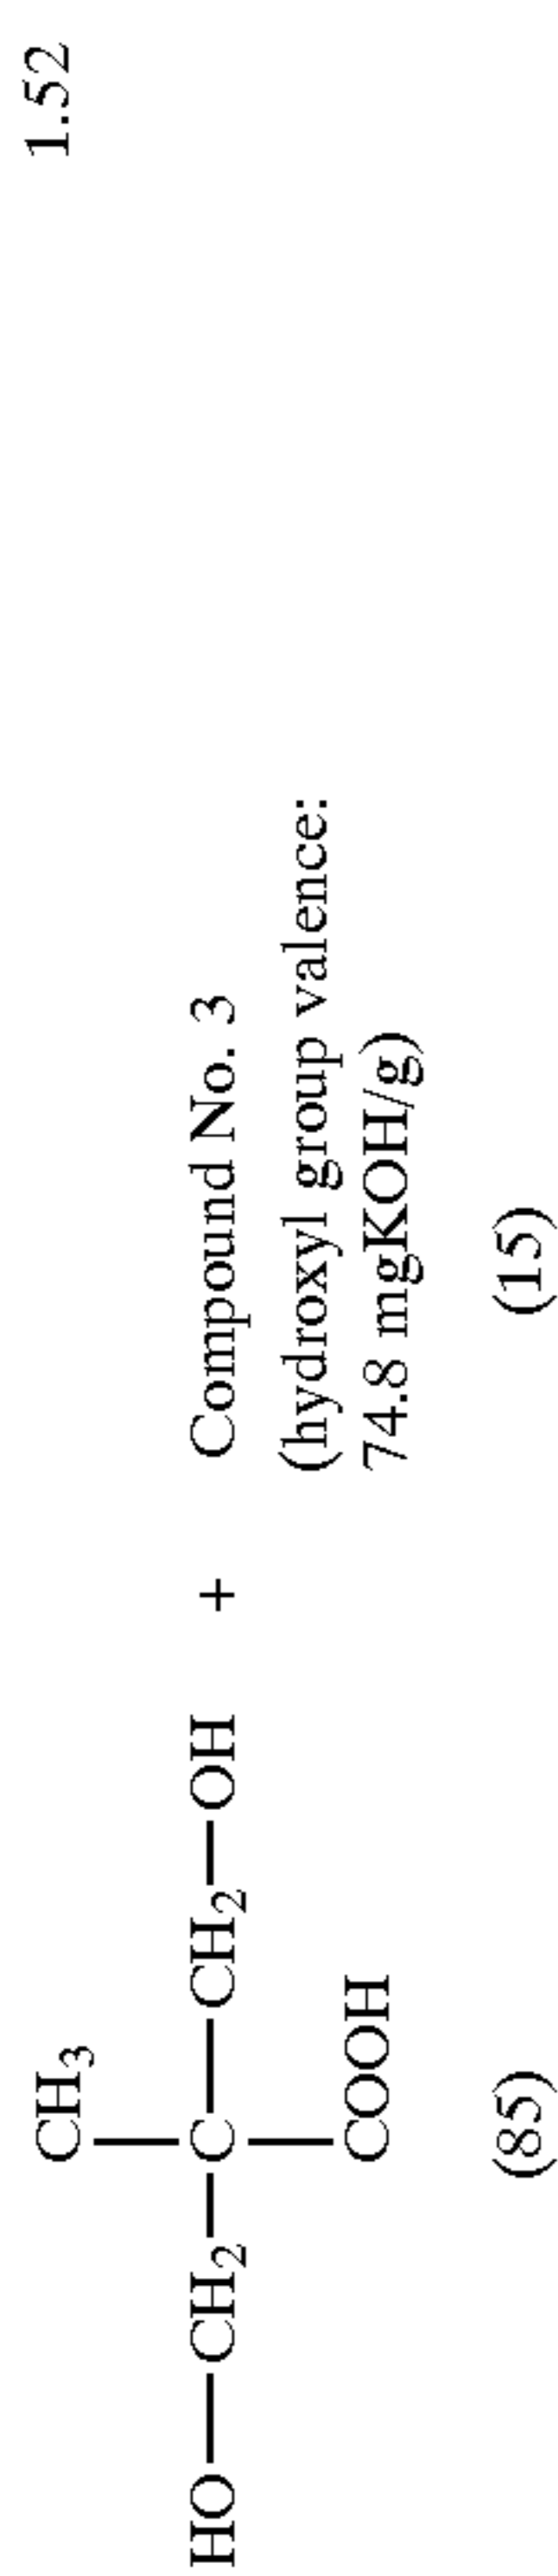 CH3
HO—CH2—C—CH2—OH + Compound No. 3
COOH
(hydroxyl group valence:
74.8 mgKOH/g)
(85) (15)
1.52